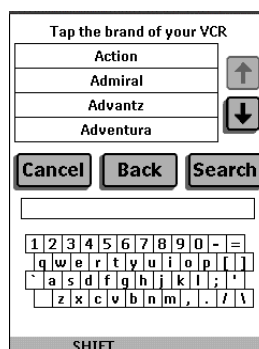 Tap the brand of your VCR
Action
Admiral
Advantz
Adventura
Cancel Back Search
1 2 3 4 5 6 7 8 9 0 - =
q w e r t y u i o p [ ]
` a s d f g h j k l ; '
z x c v b n m , . / \
SHIFT